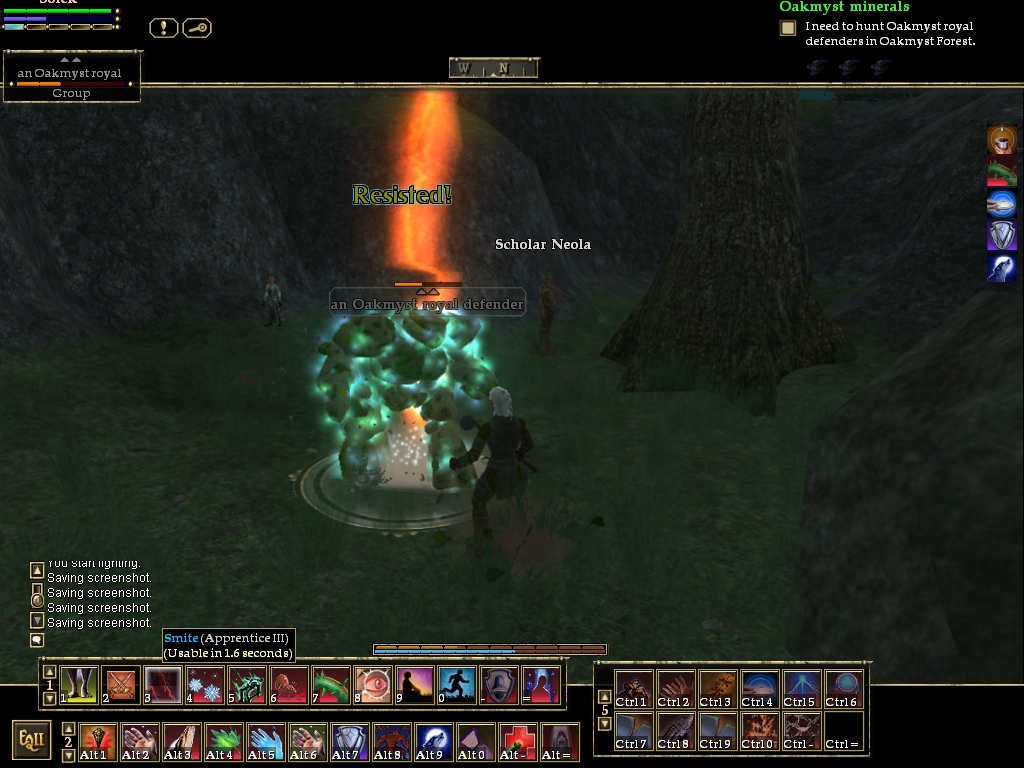 Oakmyst minerals
I need to hunt Oakmyst royal
defenders in Oakmyst Forest.
an Oakmyst royal
Group
W N
Resisted!
Scholar Neola
an Oakmyst royal defender
You start fighting.
Saving screenshot.
Saving screenshot.
Saving screenshot.
Saving screenshot.
Smite (Apprentice III)
(Usable in 1.6 seconds)
1 1 2 3 4 5 6 7 8 9 0 - =
5 Ctrl 1 Ctrl 2 Ctrl 3 Ctrl 4 Ctrl 5 Ctrl 6
Ctrl 7 Ctrl 8 Ctrl 9 Ctrl 0 Ctrl - Ctrl =
EQII 2 Alt 1 Alt 2 Alt 3 Alt 4 Alt 5 Alt 6 Alt 7 Alt 8 Alt 9 Alt 0 Alt - Alt =